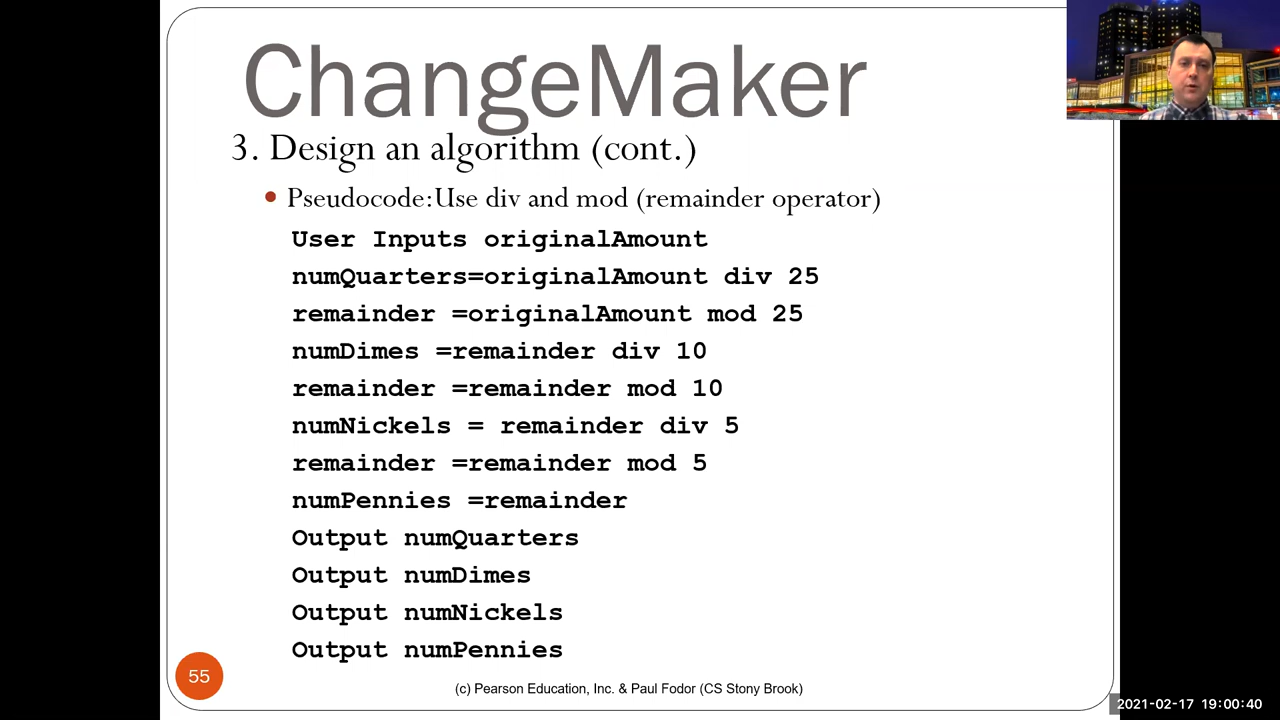 ChangeMaker
3. Design an algorithm (cont.)
Pseudocode:Use div and mod (remainder operator)
User Inputs originalAmount
numQuarters=originalAmount div 25
remainder =originalAmount mod 25
numDimes =remainder div 10
remainder =remainder mod 10
numNickels = remainder div 5
remainder =remainder mod 5
numPennies =remainder
Output numQuarters
Output numDimes
Output numNickels
Output numPennies
55
(c) Pearson Education, Inc. & Paul Fodor (CS Stony Brook)
2021-02-17 19:00:40